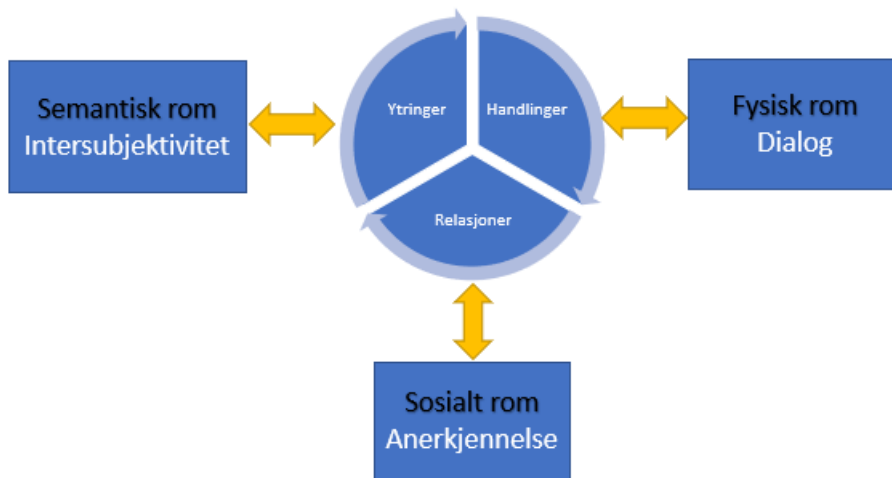 Semantisk rom
Intersubjektivitet
Ytringer
Handlinger
Relasjoner
Fysisk rom
Dialog
Sosialt rom
Anerkjennelse